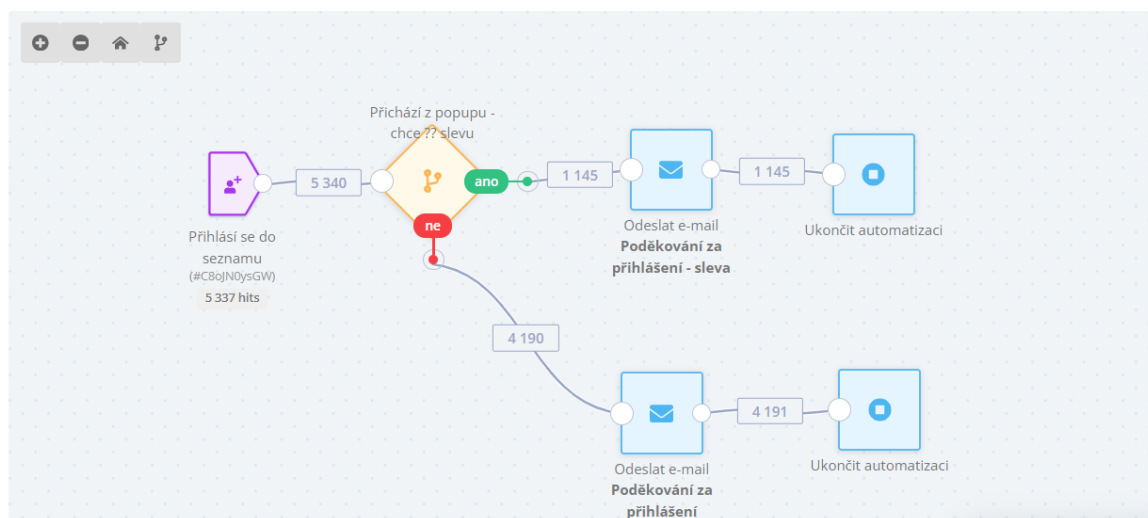 Přichází z popupu -
chce ?? slevu
5 340
ano
1 145
1 145
ne
Přihlásí se do
seznamu
(#C8oJN0ysGW)
5 337 hits
Odeslat e-mail
Poděkování za
přihlášení - sleva
Ukončit automatizaci
4 190
4 191
Odeslat e-mail
Poděkování za
přihlášení
Ukončit automatizaci